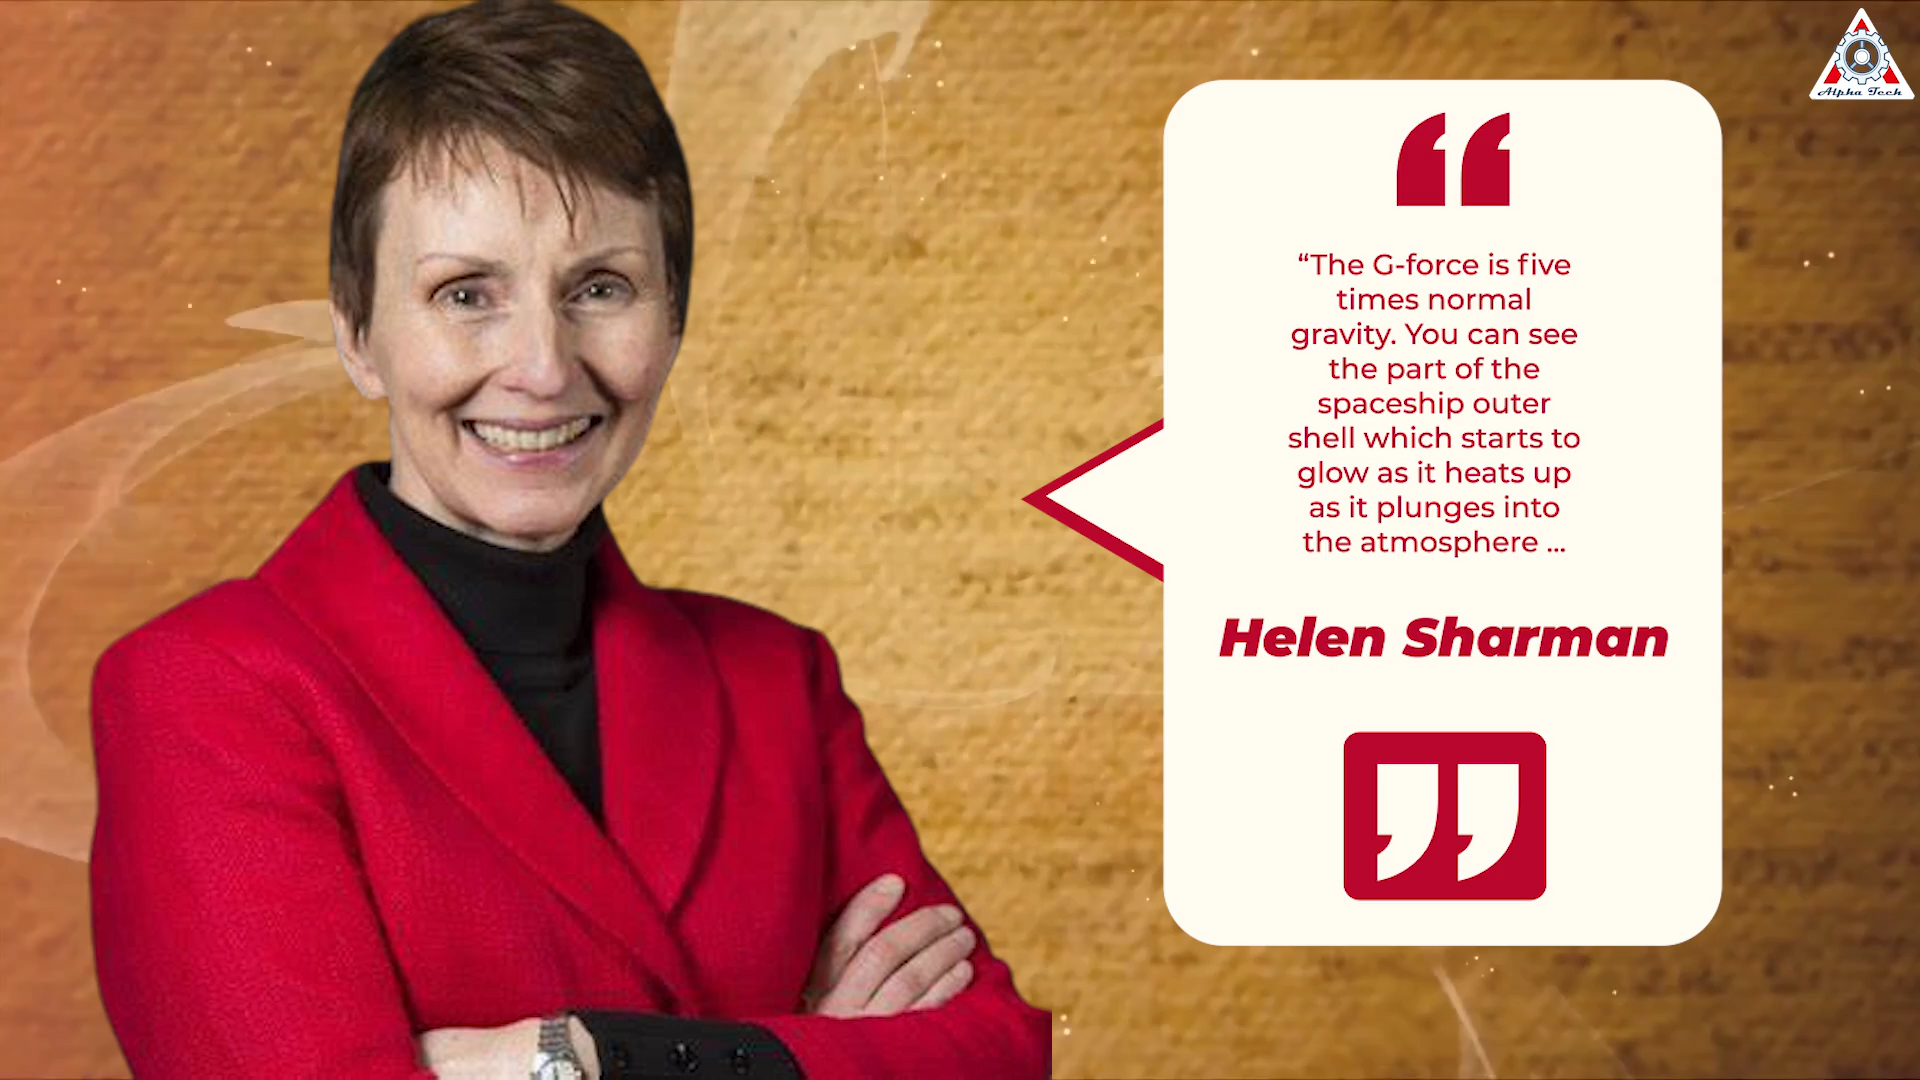 Alpha Tech
“The G-force is five
times normal
gravity. You can see
the part of the
spaceship outer
shell which starts to
glow as it heats up
as it plunges into
the atmosphere ...
Helen Sharman